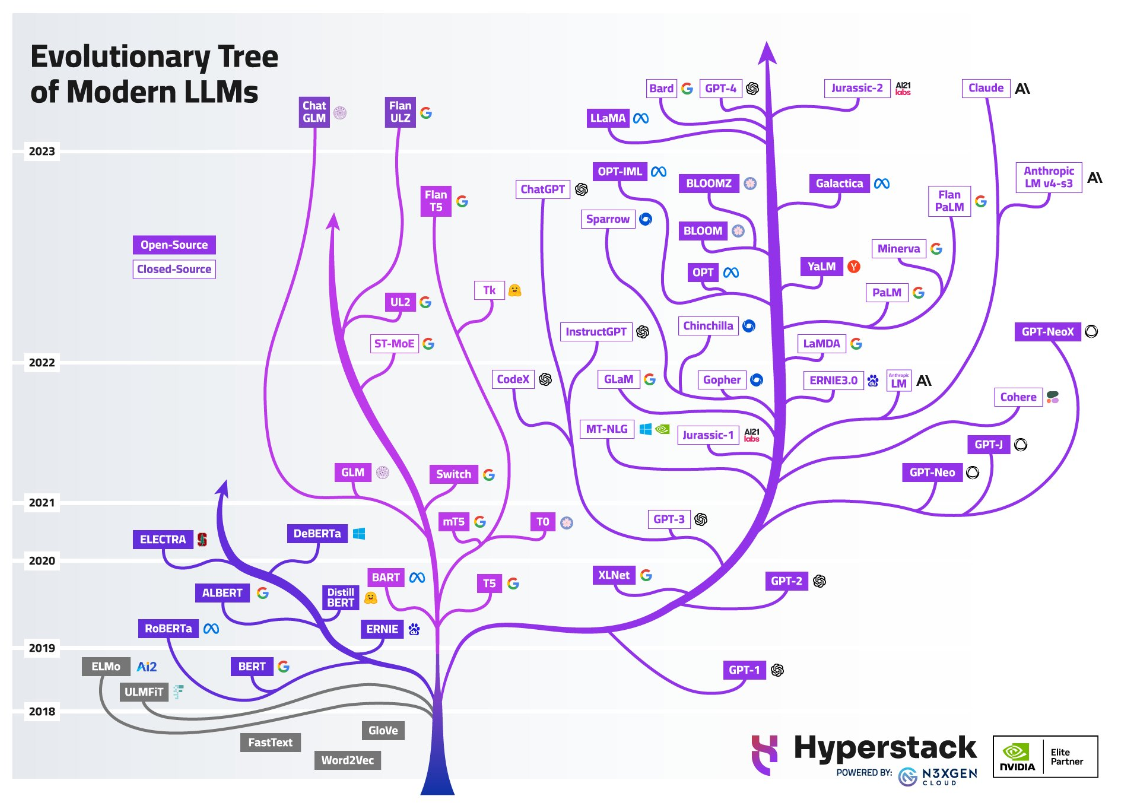 Evolutionary Tree
of Modern LLMs
Open-Source
Closed-Source
2023
2022
2021
2020
2019
2018
Chat
GLM
Flan
ULZ
Flan
T5
Tk
UL2
ST-MoE
GLM
Switch
mT5
T0
BART
T5
ELECTRA
DeBERTa
ALBERT
Distill
BERT
RoBERTa
ERNIE
ELMo
Ai2
BERT
ULMFiT
GloVe
FastText
Word2Vec
Bard
GPT-4
Jurassic-2
AI21
labs
Claude
A\
LLaMA
ChatGPT
OPT-IML
BLOOMZ
Galactica
Anthropic
LM v4-s3
A\
Flan
PaLM
Sparrow
BLOOM
Minerva
OPT
YaLM
Y
PaLM
InstructGPT
Chinchilla
LaMDA
GPT-NeoX
CodeX
GLaM
Gopher
ERNIE3.0
Anthropic
LM
A\
Cohere
MT-NLG
Jurassic-1
AI21
labs
GPT-J
GPT-Neo
GPT-3
XLNet
GPT-2
GPT-1
Hyperstack
POWERED BY:
N3XGEN
CLOUD
NVIDIA
Elite
Partner